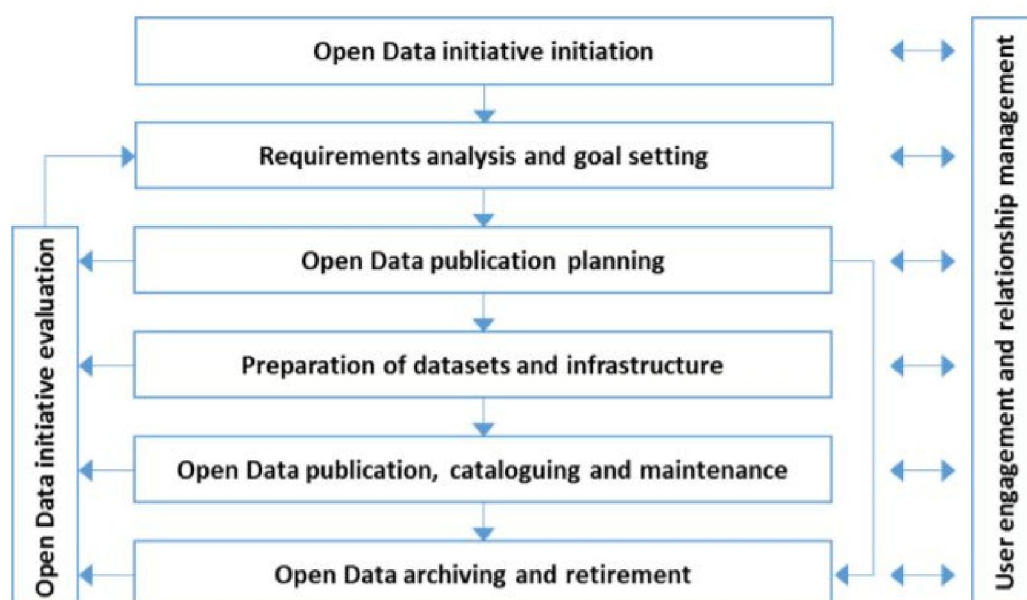 Open Data initiative initiation
Requirements analysis and goal setting
Open Data publication planning
Preparation of datasets and infrastructure
Open Data publication, cataloguing and maintenance
Open Data archiving and retirement
Open Data initiative evaluation
User engagement and relationship management